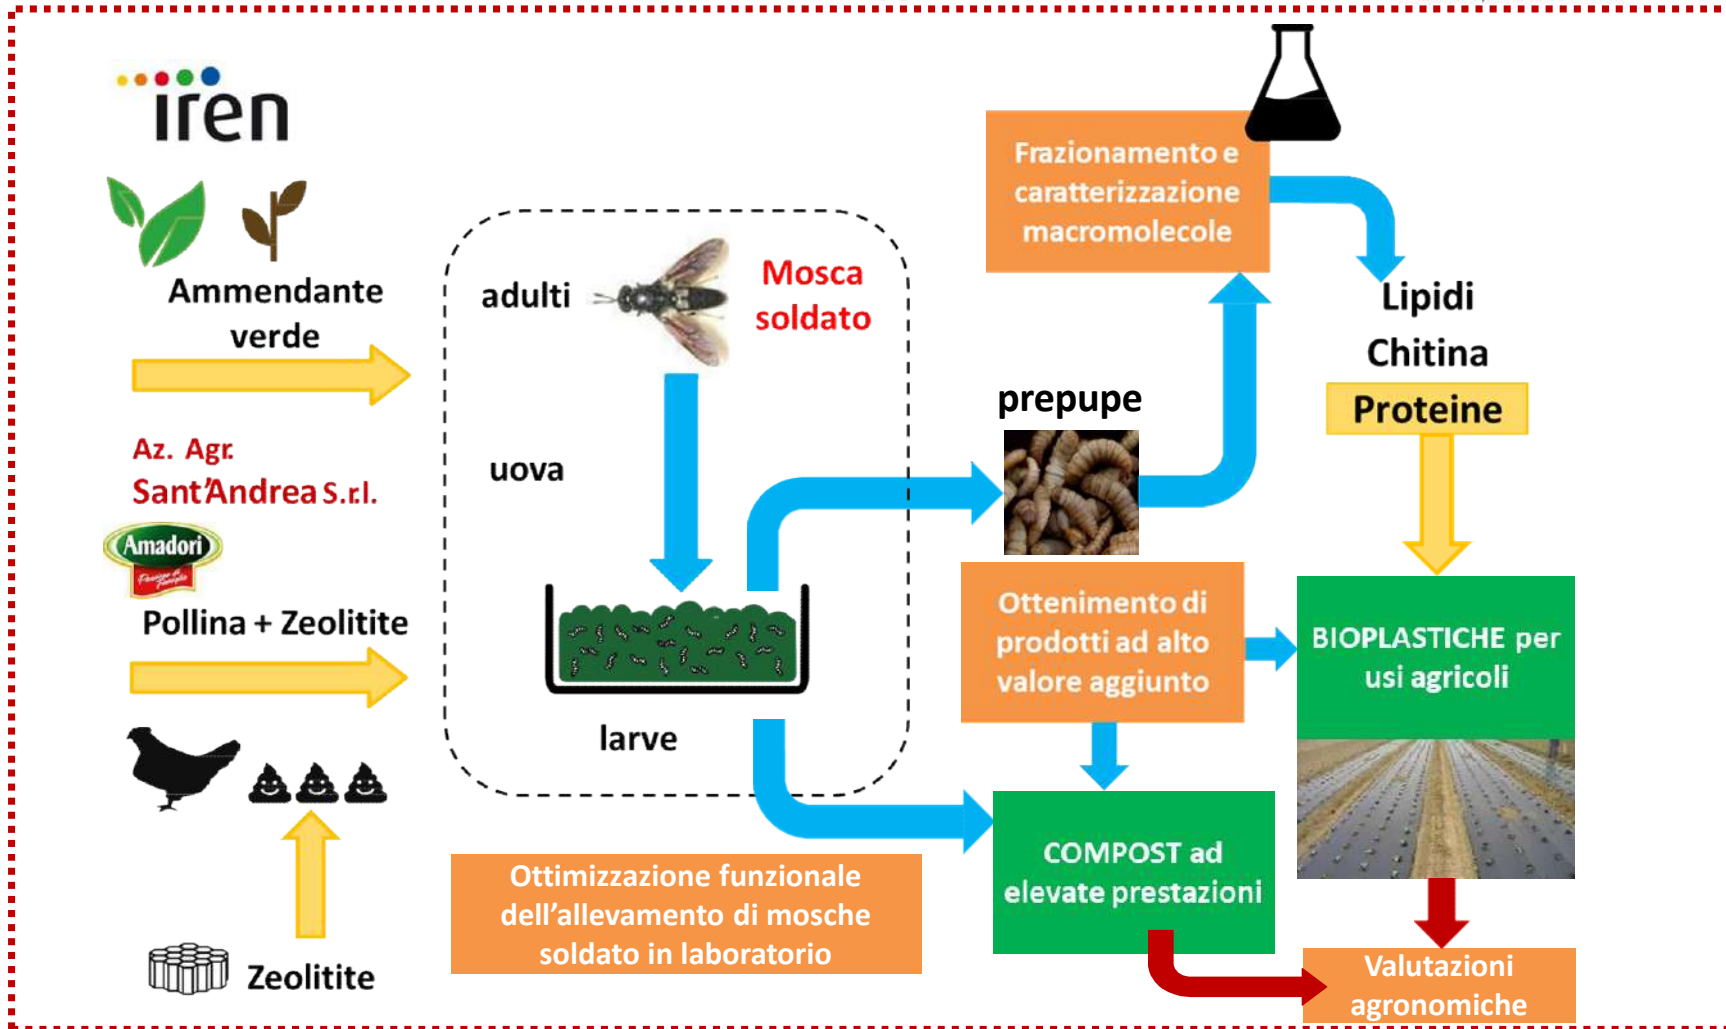 iren
Ammendante
verde
Az. Agr.
Sant'Andrea S.r.l.
Amadori
Pollina + Zeolitite
Zeolitite
adulti
Mosca
soldato
uova
larve
Ottimizzazione funzionale
dell'allevamento di mosche
soldato in laboratorio
prepupe
Frazionamento e
caratterizzazione
macromolecole
Lipidi
Chitina
Proteine
Ottenimento di
prodotti ad alto
valore aggiunto
BIOPLASTICHE per
usi agricoli
COMPOST ad
elevate prestazioni
Valutazioni
agronomiche